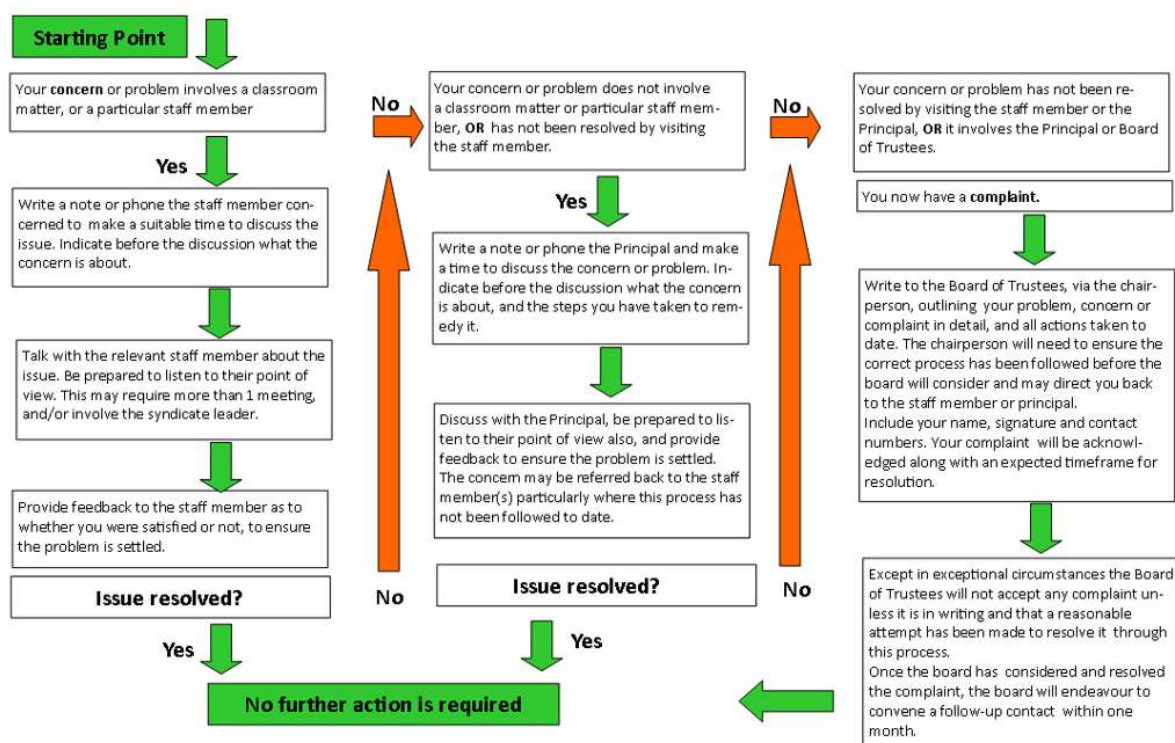 Starting Point
Your concern or problem involves a classroom
matter, or a particular staff member
Yes
Write a note or phone the staff member con-
cerned to make a suitable time to discuss the
issue. Indicate before the discussion what the
concern is about.
Talk with the relevant staff member about the
issue. Be prepared to listen to their point of
view. This may require more than 1 meeting,
and/or involve the syndicate leader.
Provide feedback to the staff member as to
whether you were satisfied or not, to ensure
the problem is settled.
Issue resolved?
Yes
No
No
Your concern or problem does not involve
a classroom matter or particular staff mem-
ber, OR has not been resolved by visiting
the staff member.
Yes
Write a note or phone the Principal and make
a time to discuss the concern or problem. In-
dicate before the discussion what the concern
is about, and the steps you have taken to rem-
edy it.
Discuss with the Principal, be prepared to lis-
ten to their point of view also, and provide
feedback to ensure the problem is settled.
The concern may be referred back to the staff
member(s) particularly where this process has
not been followed to date.
Issue resolved?
Yes
No
No
Your concern or problem has not been re-
solved by visiting the staff member or the
Principal, OR it involves the Principal or Board
of Trustees.
You now have a complaint.
Write to the Board of Trustees, via the chair-
person, outlining your problem, concern or
complaint in detail, and all actions taken to
date. The chairperson will need to ensure the
correct process has been followed before the
board will consider and may direct you back
to the staff member or principal.
Include your name, signature and contact
numbers. Your complaint will be acknowl-
edged along with an expected timeframe for
resolution.
Except in exceptional circumstances the Board
of Trustees will not accept any complaint un-
less it is in writing and that a reasonable
attempt has been made to resolve it through
this process.
Once the board has considered and resolved
the complaint, the board will endeavour to
convene a follow-up contact within one
month.
No further action is required